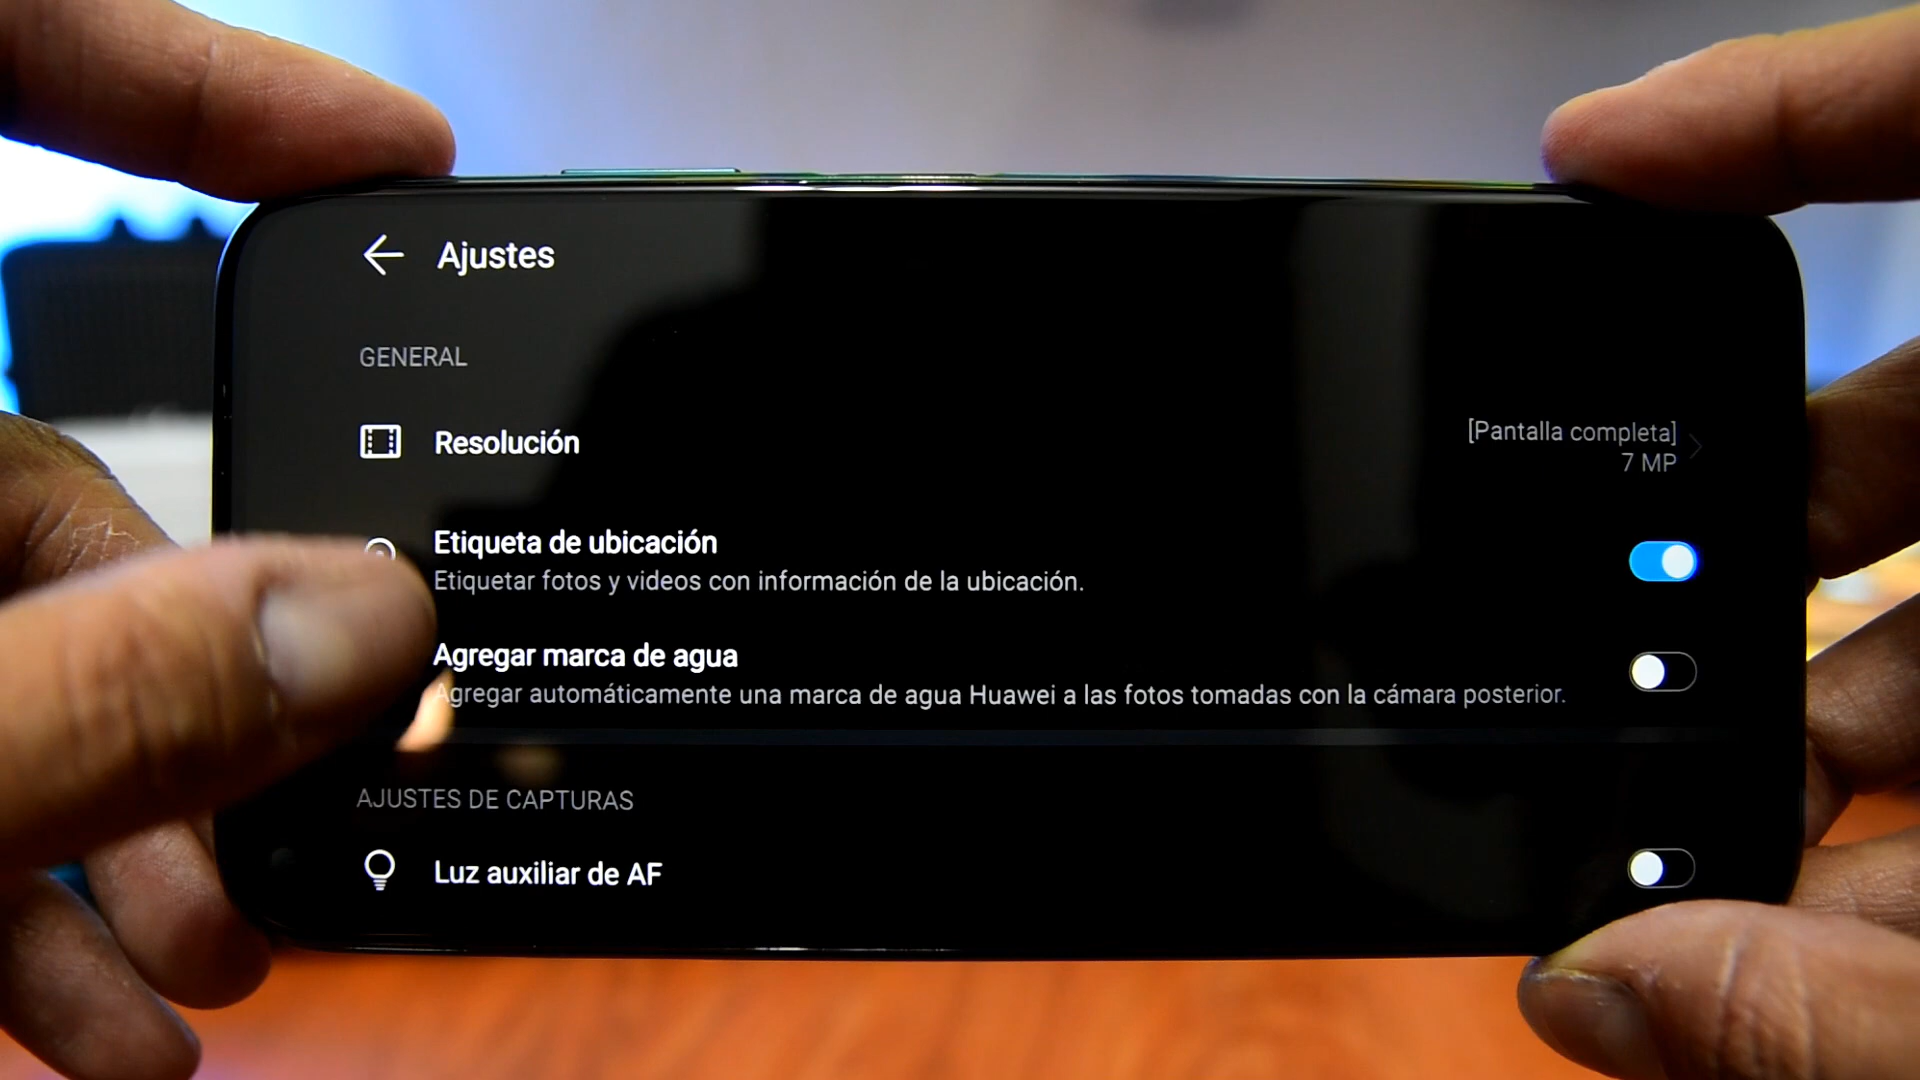 Ajustes
GENERAL
Resolución
[Pantalla completa]
7 MP
Etiqueta de ubicación
Etiquetar fotos y videos con información de la ubicación.
Agregar marca de agua
Agregar automáticamente una marca de agua Huawei a las fotos tomadas con la cámara posterior.
AJUSTES DE CAPTURAS
Luz auxiliar de AF